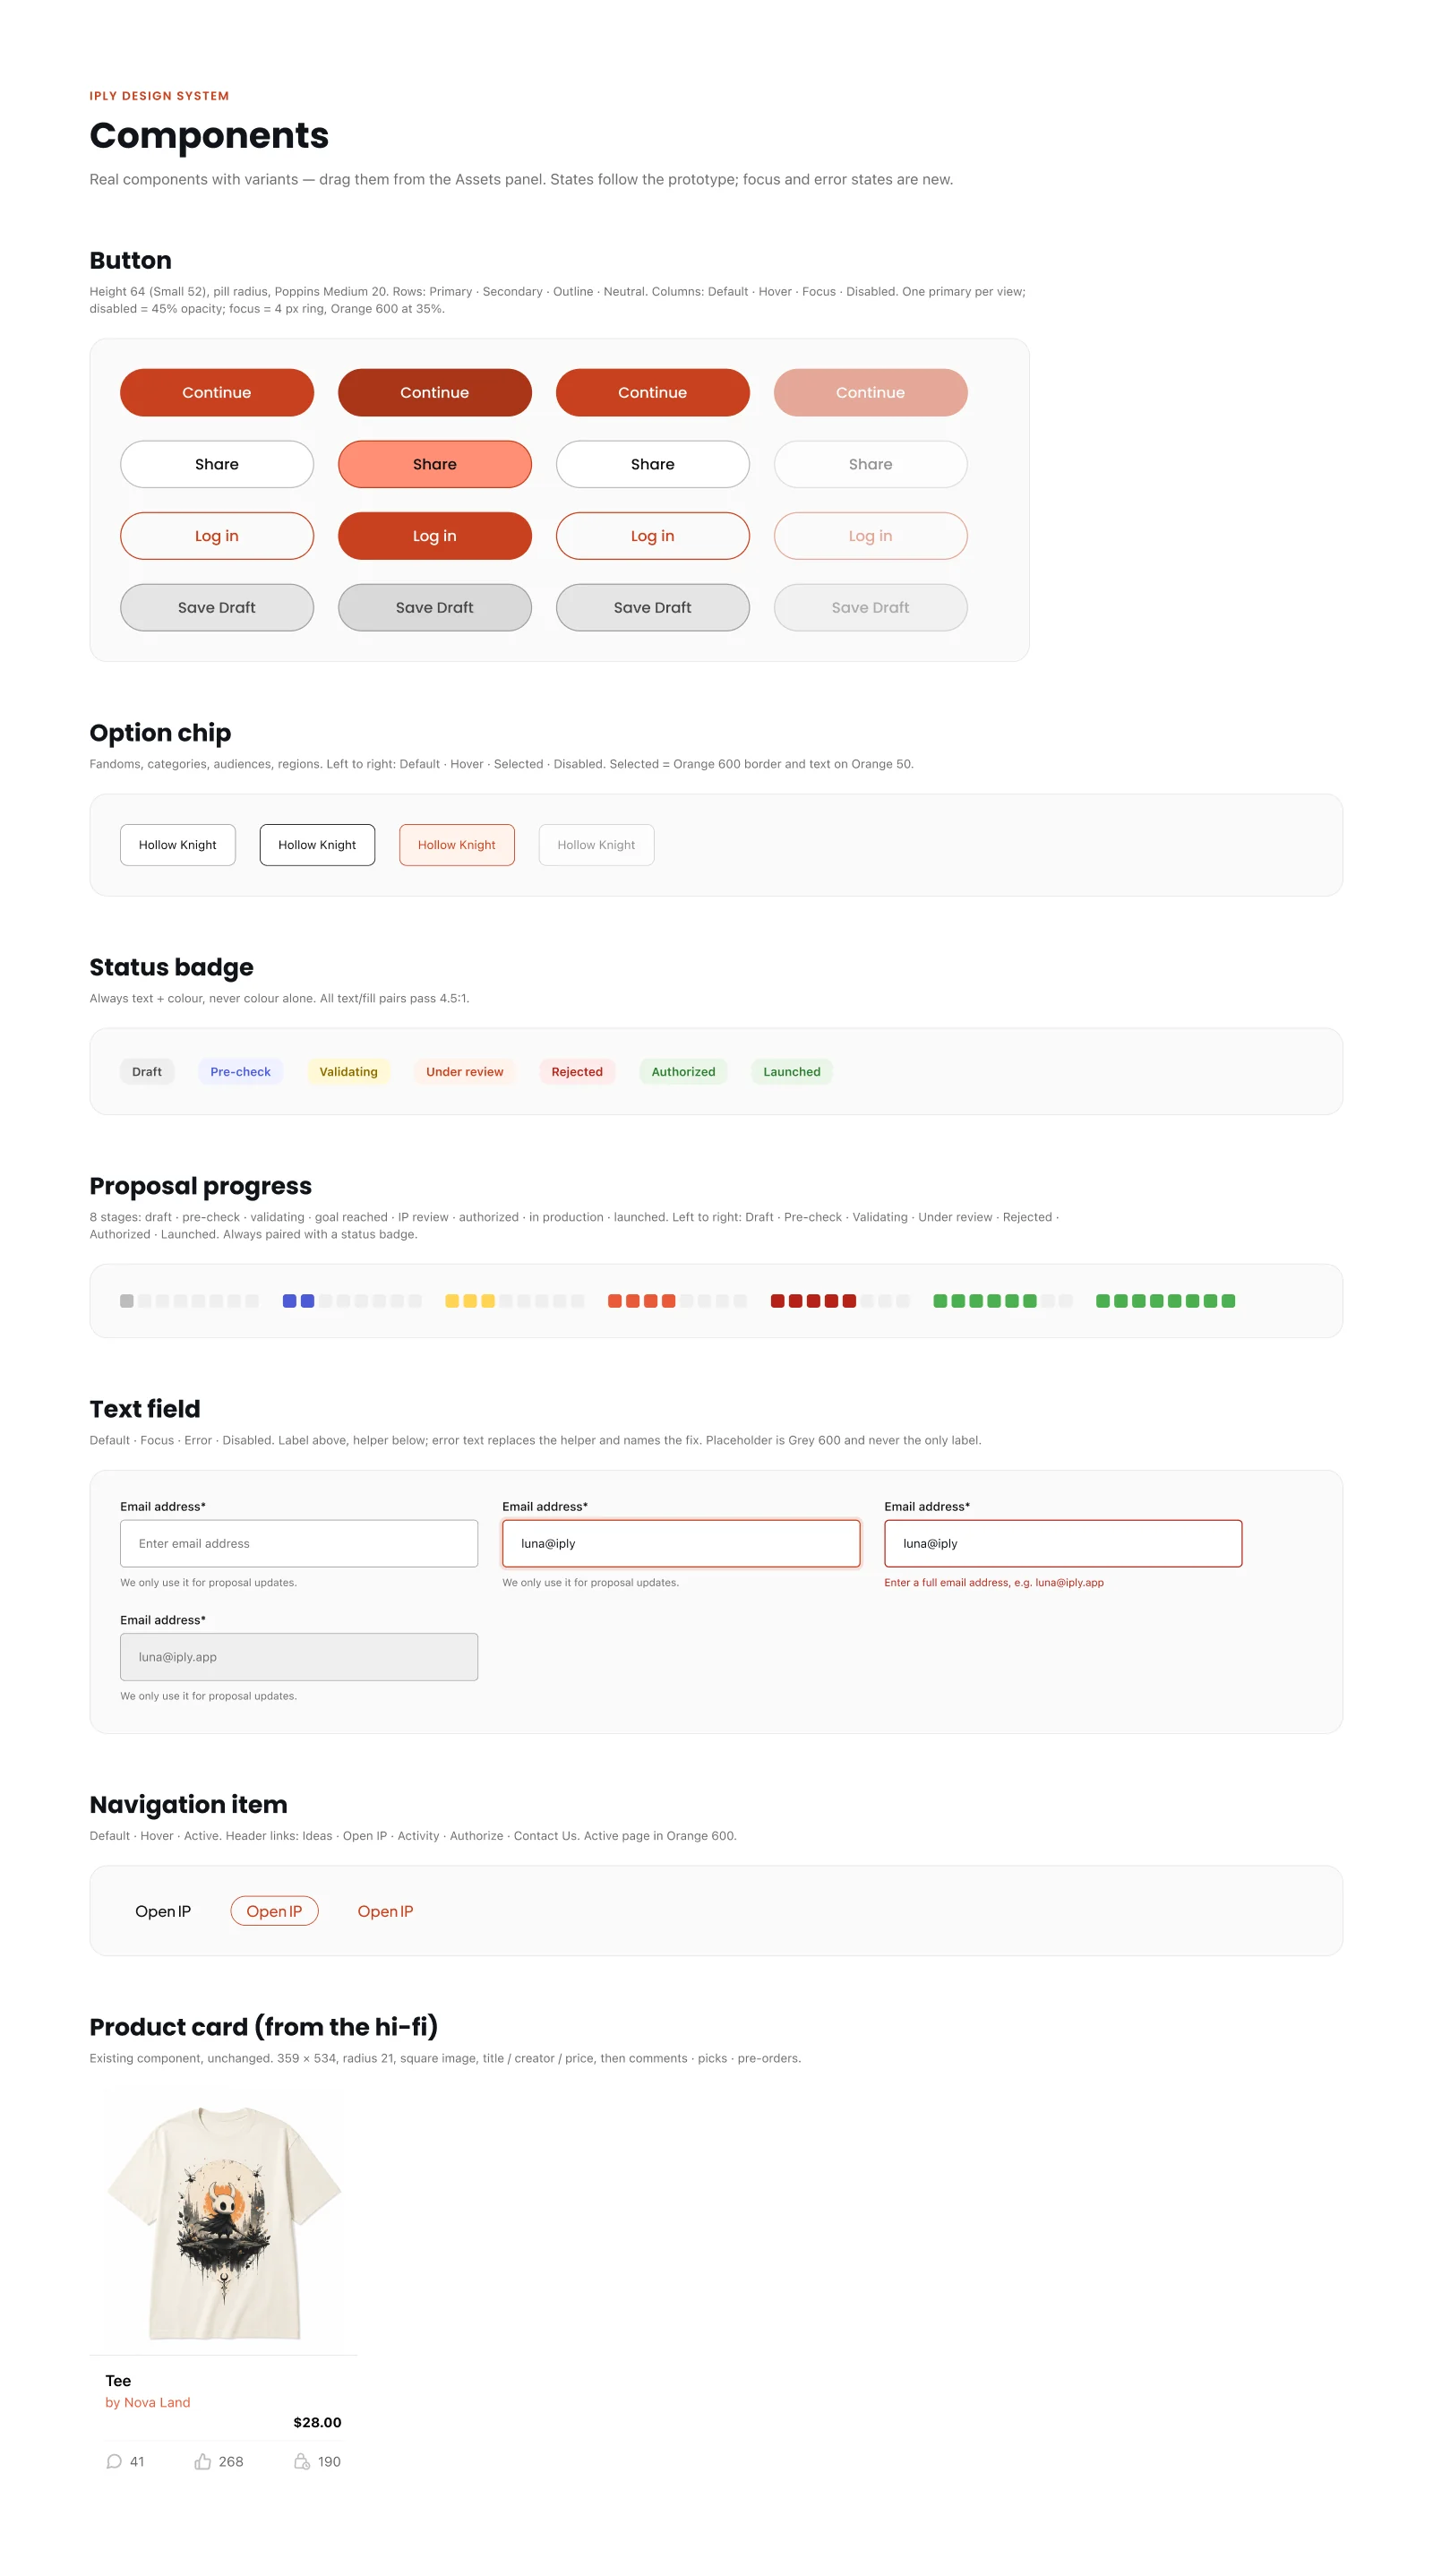 IPLY DESIGN SYSTEM
Components
Real components with variants — drag them from the Assets panel. States follow the prototype; focus and error states are new.
Button
Height 64 (Small 52), pill radius, Poppins Medium 20. Rows: Primary · Secondary · Outline · Neutral. Columns: Default · Hover · Focus · Disabled. One primary per view;
disabled = 45% opacity; focus = 4 px ring, Orange 600 at 35%.
Continue Continue Continue Continue
Share Share Share Share
Log in Log in Log in Log in
Save Draft Save Draft Save Draft Save Draft
Option chip
Fandoms, categories, audiences, regions. Left to right: Default · Hover · Selected · Disabled. Selected = Orange 600 border and text on Orange 50.
Hollow Knight Hollow Knight Hollow Knight Hollow Knight
Status badge
Always text + colour, never colour alone. All text/fill pairs pass 4.5:1.
Draft Pre-check Validating Under review Rejected Authorized Launched
Proposal progress
8 stages: draft · pre-check · validating · goal reached · IP review · authorized · in production · launched. Left to right: Draft · Pre-check · Validating · Under review · Rejected ·
Authorized · Launched. Always paired with a status badge.
Text field
Default · Focus · Error · Disabled. Label above, helper below; error text replaces the helper and names the fix. Placeholder is Grey 600 and never the only label.
Email address* Email address* Email address*
Enter email address luna@iply luna@iply
We only use it for proposal updates. We only use it for proposal updates. Enter a full email address, e.g. luna@iply.app
Email address*
luna@iply.app
We only use it for proposal updates.
Navigation item
Default · Hover · Active. Header links: Ideas · Open IP · Activity · Authorize · Contact Us. Active page in Orange 600.
Open IP Open IP Open IP
Product card (from the hi-fi)
Existing component, unchanged. 359 × 534, radius 21, square image, title / creator / price, then comments · picks · pre-orders.
Tee
by Nova Land
$28.00
41 268 190